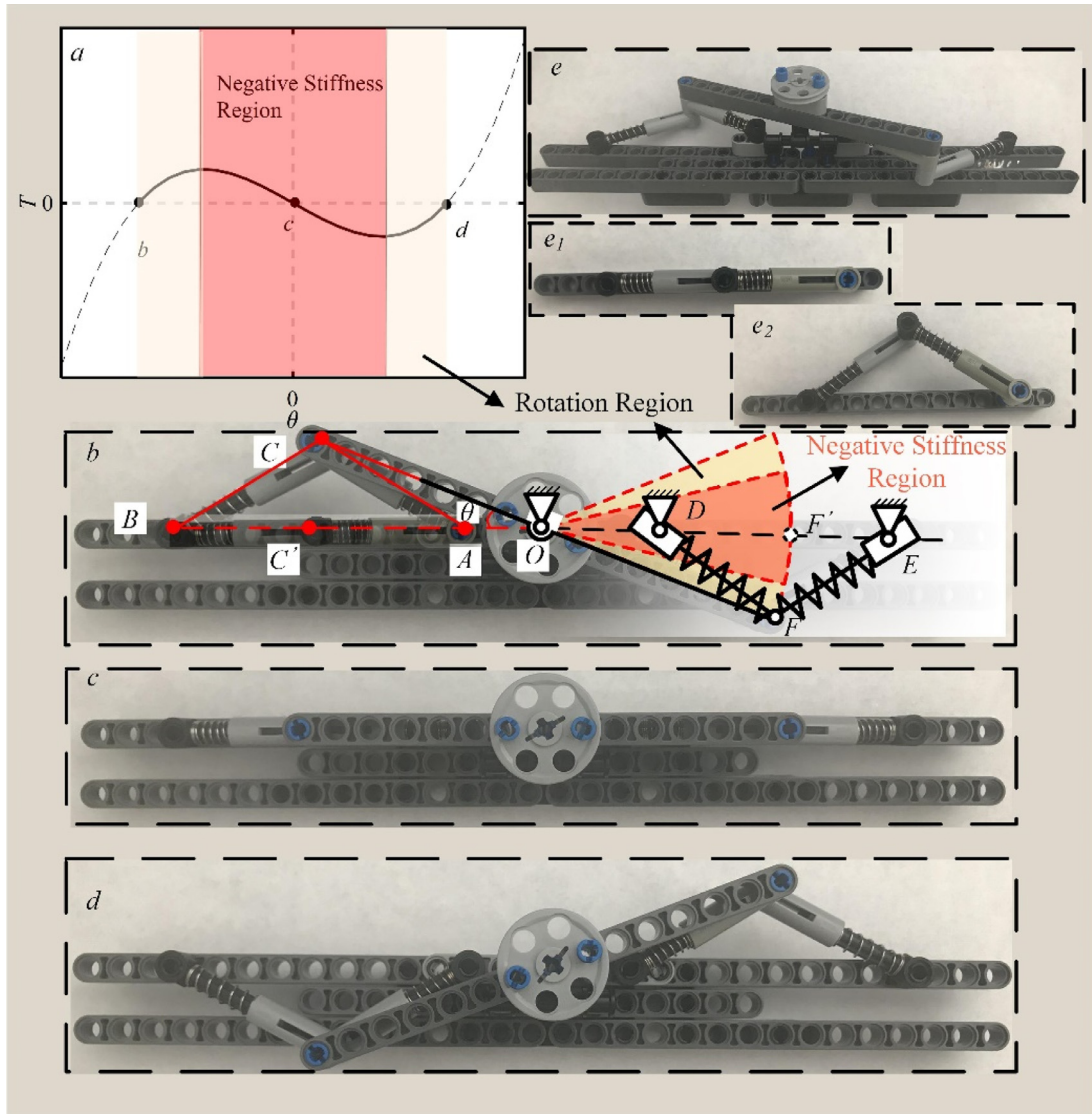 a
Negative Stiffness
Region
T
0
b
c
d
0
θ
e
e1
e2
Rotation Region
b
C
θ
B
C'
A
O
D
Negative Stiffness
Region
F'
E
F
c
d